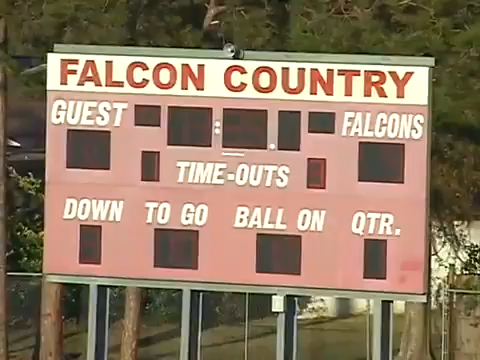 FALCON COUNTRY
GUEST FALCONS
TIME-OUTS
DOWN TO GO BALL ON QTR.